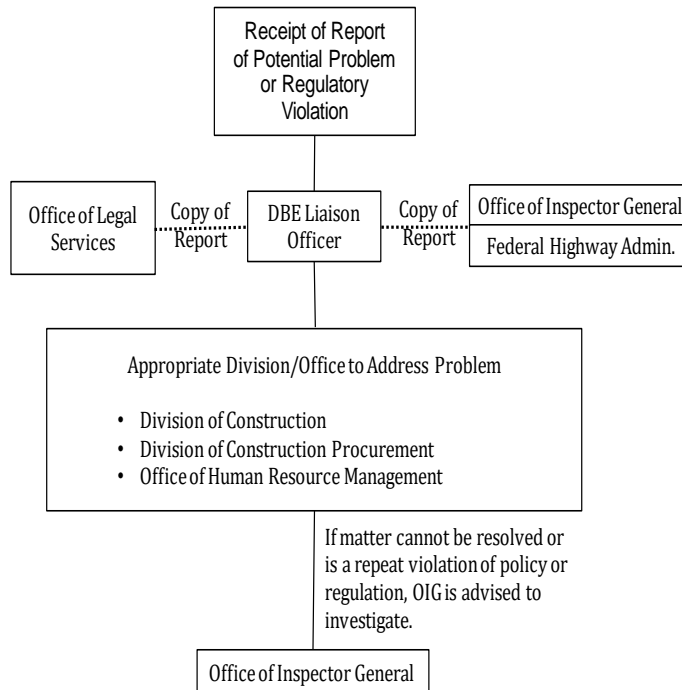 Receipt of Report
of Potential Problem
or Regulatory
Violation
Office of Legal
Services
Copy of
Report
DBE Liaison
Officer
Copy of
Report
Office of Inspector General
Federal Highway Admin.
Appropriate Division/Office to Address Problem
• Division of Construction
• Division of Construction Procurement
• Office of Human Resource Management
If matter cannot be resolved or
is a repeat violation of policy or
regulation, OIG is advised to
investigate.
Office of Inspector General